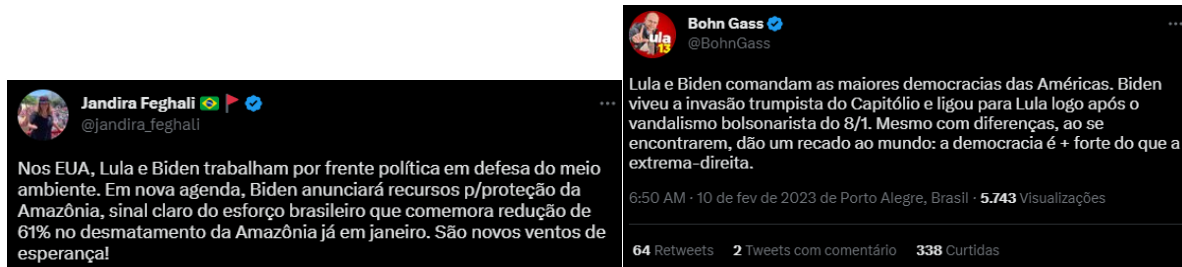 Jandira Feghali 🇧🇷 🚩
@jandira_feghali
Nos EUA, Lula e Biden trabalham por frente política em defesa do meio
ambiente. Em nova agenda, Biden anunciará recursos p/proteção da
Amazônia, sinal claro do esforço brasileiro que comemora redução de
61% no desmatamento da Amazônia já em janeiro. São novos ventos de
esperança!
Bohn Gass
@BohnGass
ula
13
Lula e Biden comandam as maiores democracias das Américas. Biden
viveu a invasão trumpista do Capitólio e ligou para Lula logo após o
vandalismo bolsonarista do 8/1. Mesmo com diferenças, ao se
encontrarem, dão um recado ao mundo: a democracia é + forte do que a
extrema-direita.
6:50 AM · 10 de fev de 2023 de Porto Alegre, Brasil · 5.743 Visualizações
64 Retweets 2 Tweets com comentário 338 Curtidas